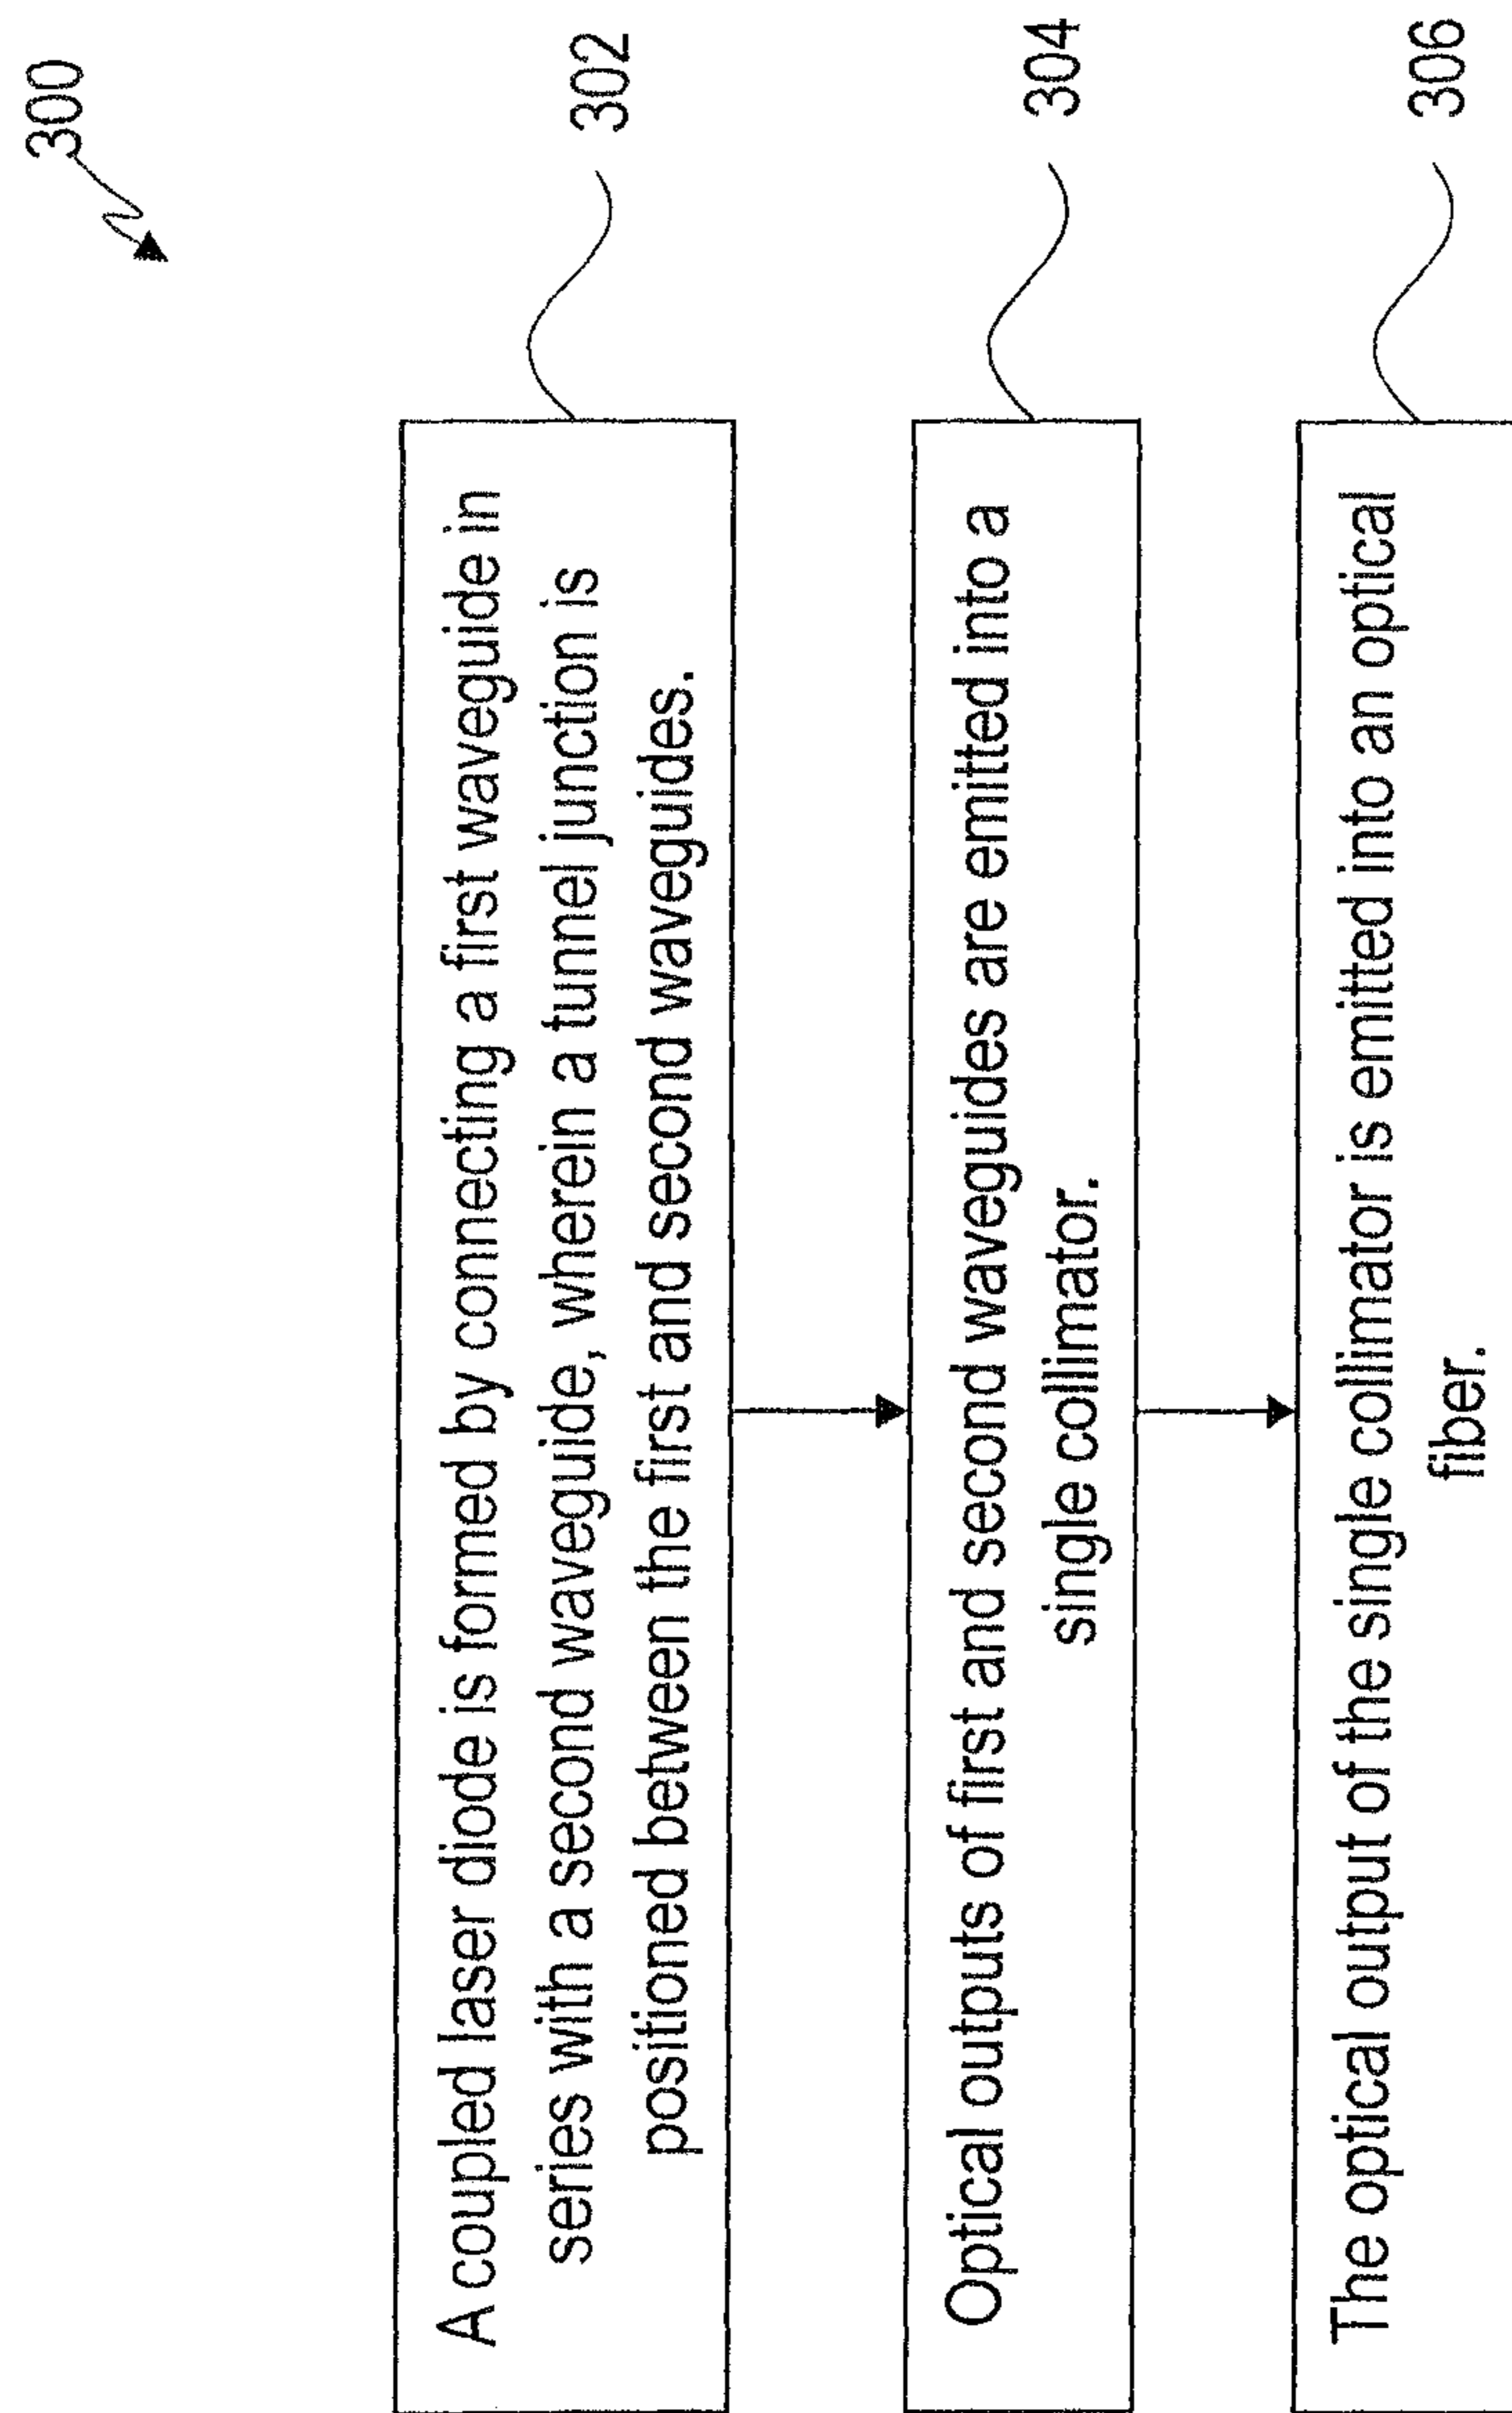 300
A coupled laser diode is formed by connecting a first waveguide in
series with a second waveguide, wherein a tunnel junction is
positioned between the first and second waveguides.
302
Optical outputs of first and second waveguides are emitted into a
single collimator.
304
The optical output of the single collimator is emitted into an optical
fiber.
306